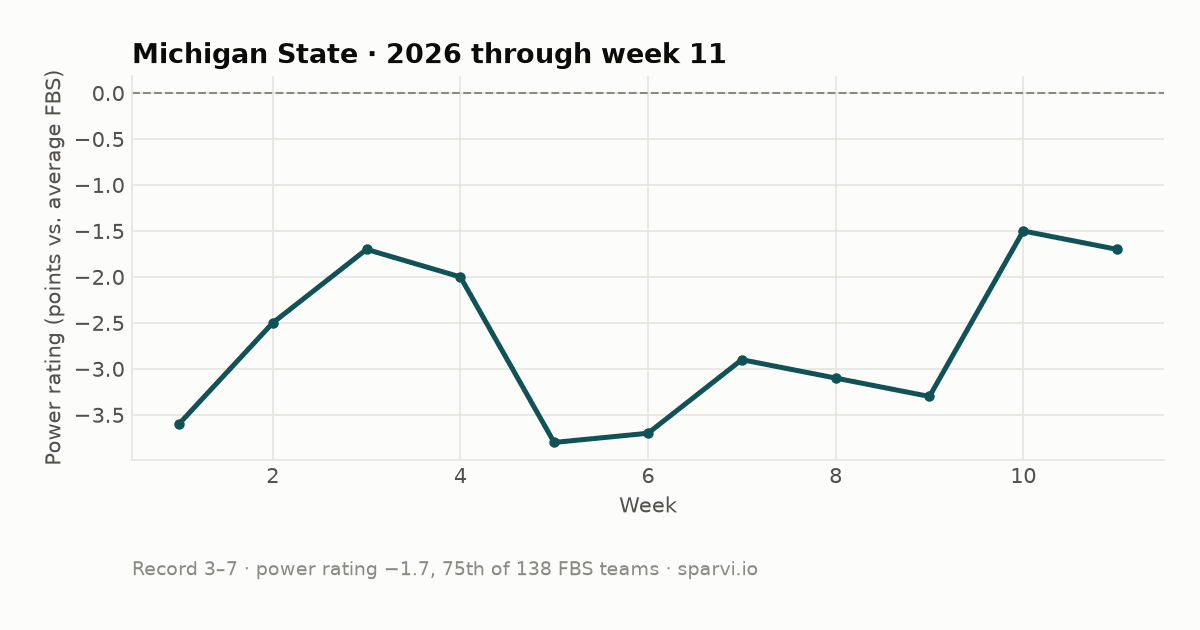 Michigan State · 2026 through week 11
Power rating (points vs. average FBS)
0.0
−0.5
−1.0
−1.5
−2.0
−2.5
−3.0
−3.5
2 4 6 8 10
Week
Record 3–7 · power rating −1.7, 75th of 138 FBS teams · sparvi.io